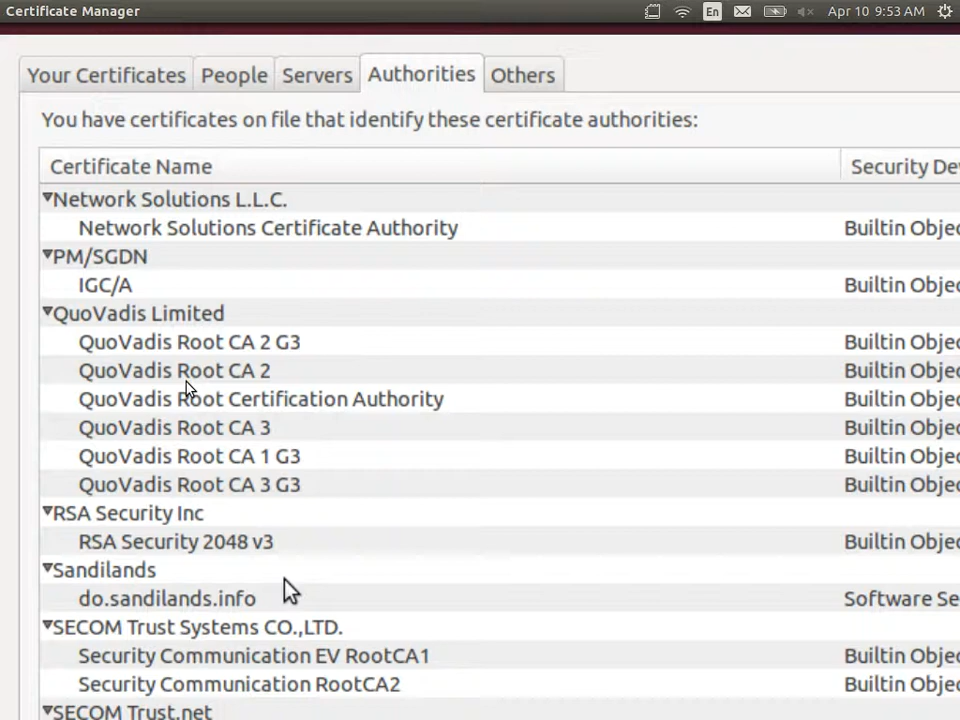 Certificate Manager
En
Apr 10 9:53 AM
Your Certificates
People
Servers
Authorities
Others
You have certificates on file that identify these certificate authorities:
Certificate Name
Security De
Network Solutions L.L.C.
Network Solutions Certificate Authority
Builtin Objec
PM/SGDN
IGC/A
Builtin Objec
QuoVadis Limited
QuoVadis Root CA 2 G3
Builtin Objec
QuoVadis Root CA 2
Builtin Objec
QuoVadis Root Certification Authority
Builtin Objec
QuoVadis Root CA 3
Builtin Objec
QuoVadis Root CA 1 G3
Builtin Objec
QuoVadis Root CA 3 G3
Builtin Objec
RSA Security Inc
RSA Security 2048 v3
Builtin Objec
Sandilands
do.sandilands.info
Software Se
SECOM Trust Systems CO.,LTD.
Security Communication EV RootCA1
Builtin Objec
Security Communication RootCA2
Builtin Objec
SECOM Trust.net